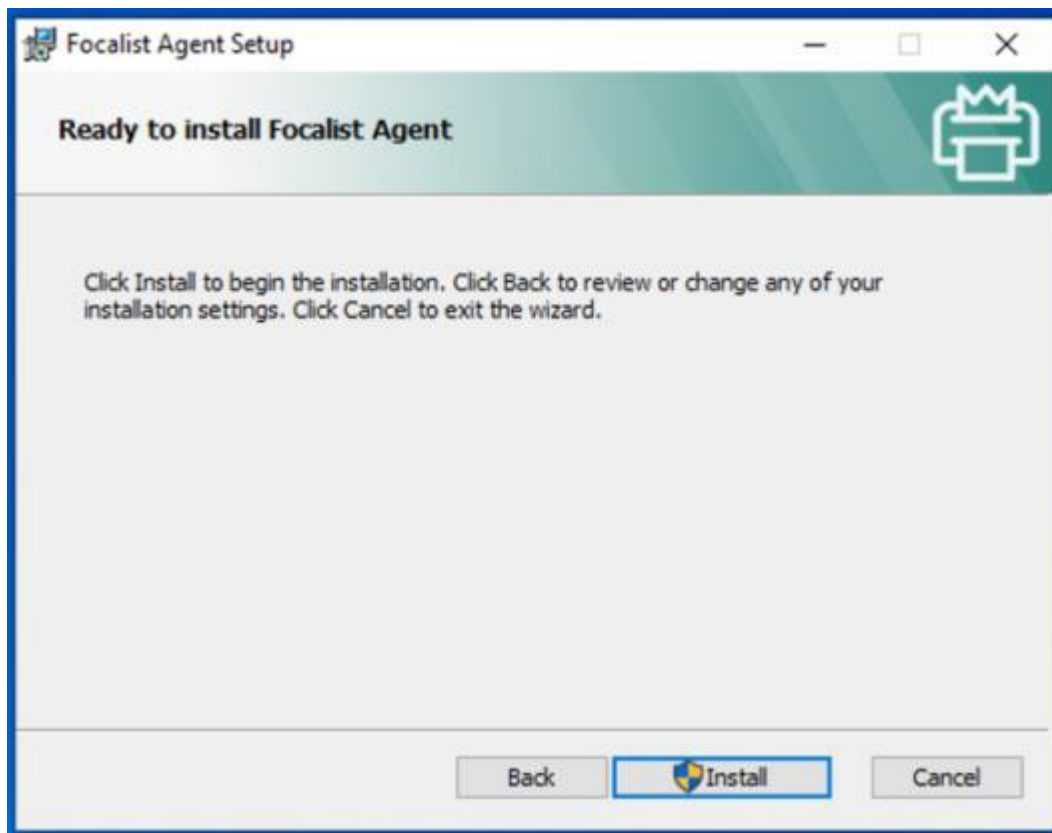 Focalist Agent Setup
Ready to install Focalist Agent
Click Install to begin the installation. Click Back to review or change any of your
installation settings. Click Cancel to exit the wizard.
Back
Install
Cancel